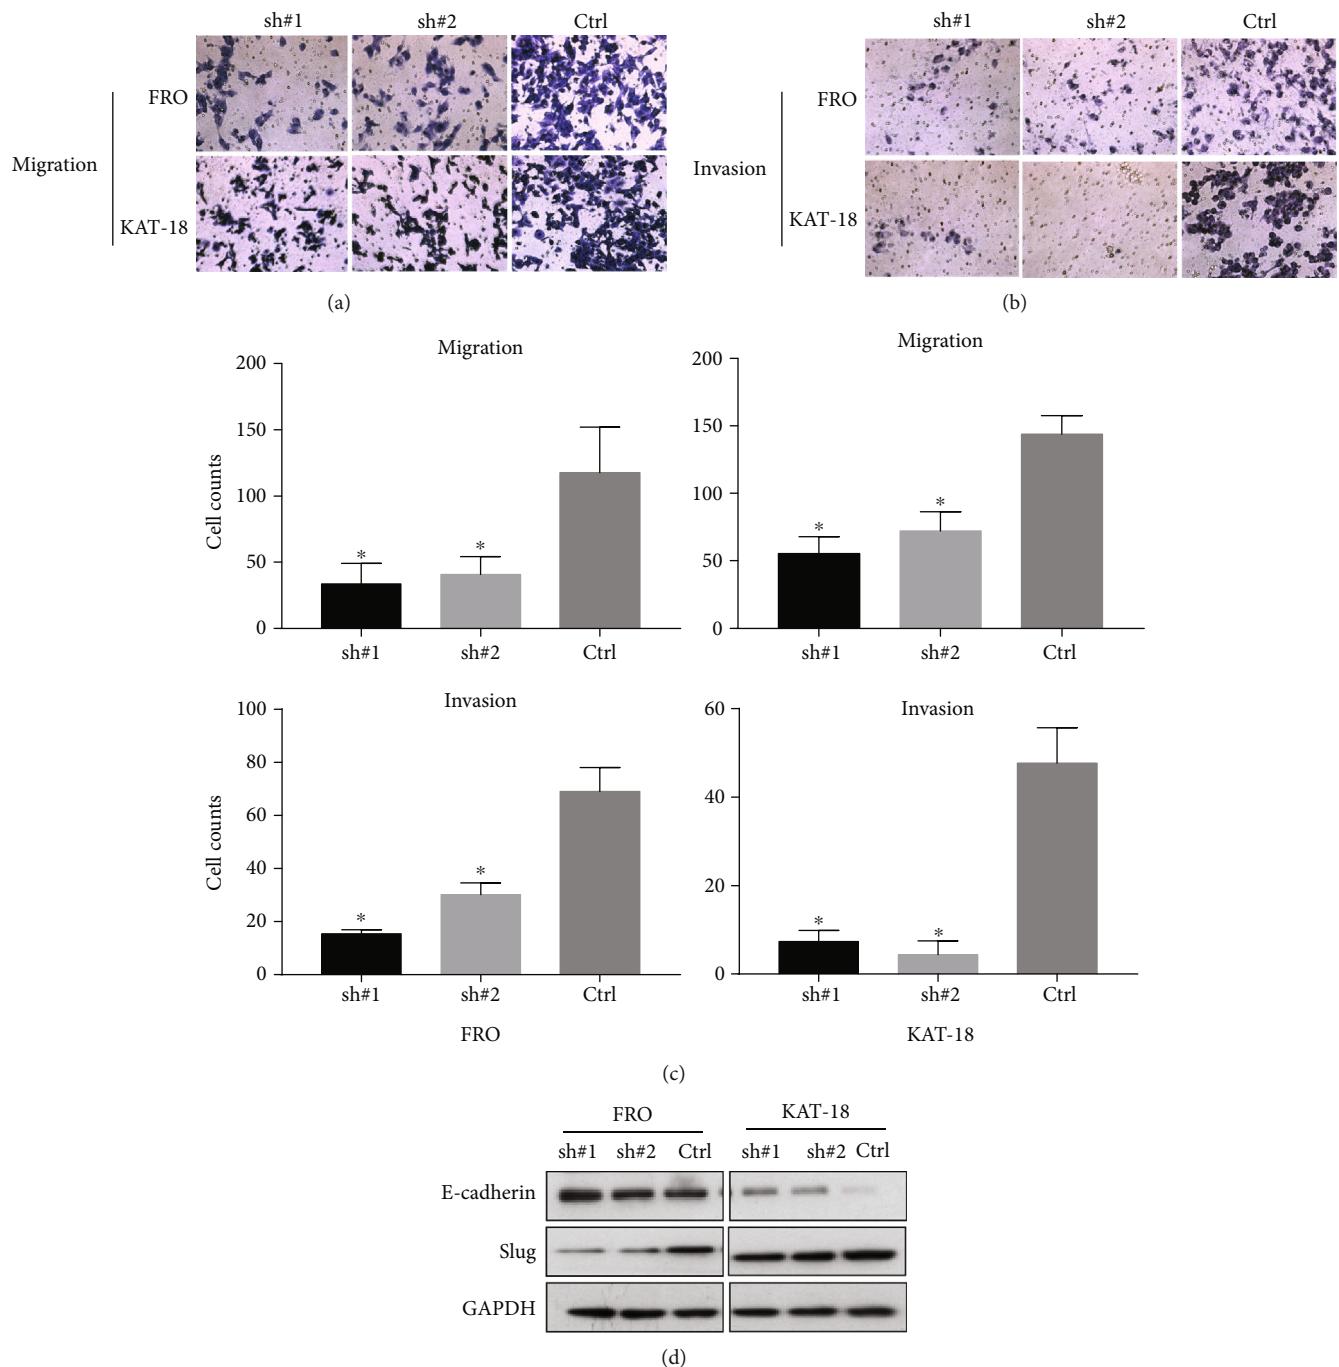 sh#1 sh#2 Ctrl
FRO
Migration
KAT-18
(a)
sh#1 sh#2 Ctrl
FRO
Invasion
KAT-18
(b)
Migration
200
150
100
50
0
Cell counts
* *
sh#1 sh#2 Ctrl
Migration
200
150
100
50
0
* *
sh#1 sh#2 Ctrl
Invasion
100
80
60
40
20
0
Cell counts
* *
sh#1 sh#2 Ctrl
FRO
Invasion
60
40
20
0
* *
sh#1 sh#2 Ctrl
KAT-18
(c)
FRO KAT-18
sh#1 sh#2 Ctrl sh#1 sh#2 Ctrl
E-cadherin
Slug
GAPDH
(d)